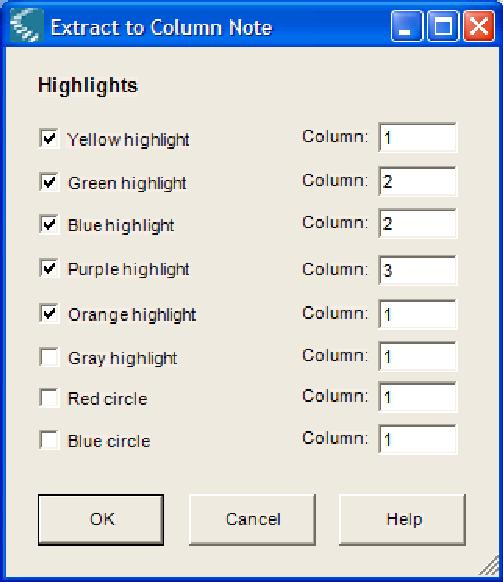 Extract to Column Note
Highlights
Yellow highlight Column: 1
Green highlight Column: 2
Blue highlight Column: 2
Purple highlight Column: 3
Orange highlight Column: 1
Gray highlight Column: 1
Red circle Column: 1
Blue circle Column: 1
OK Cancel Help